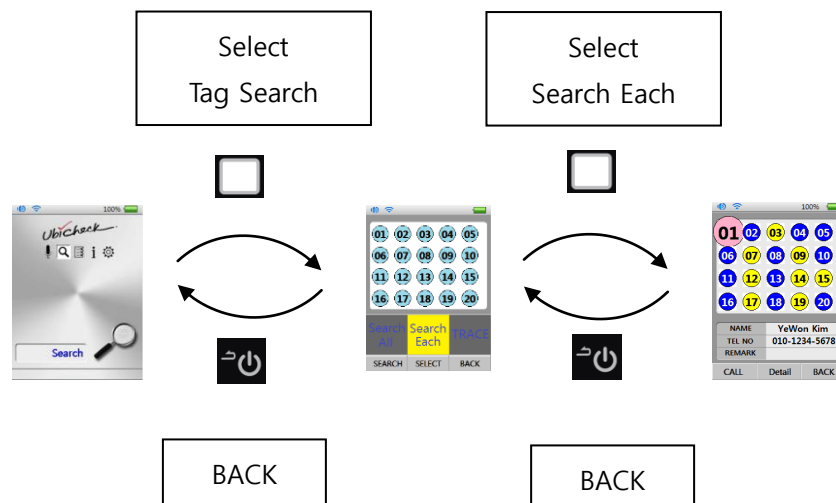 Select
Tag Search
Select
Search Each
100%
UbiCheck
Search
01 02 03 04 05
06 07 08 09 10
11 12 13 14 15
16 17 18 19 20
Search All
Search Each
TRACE
SEARCH SELECT BACK
100%
01 02 03 04 05
06 07 08 09 10
11 12 13 14 15
16 17 18 19 20
NAME YeWon Kim
TEL NO 010-1234-5678
REMARK
CALL Detail BACK
BACK
BACK